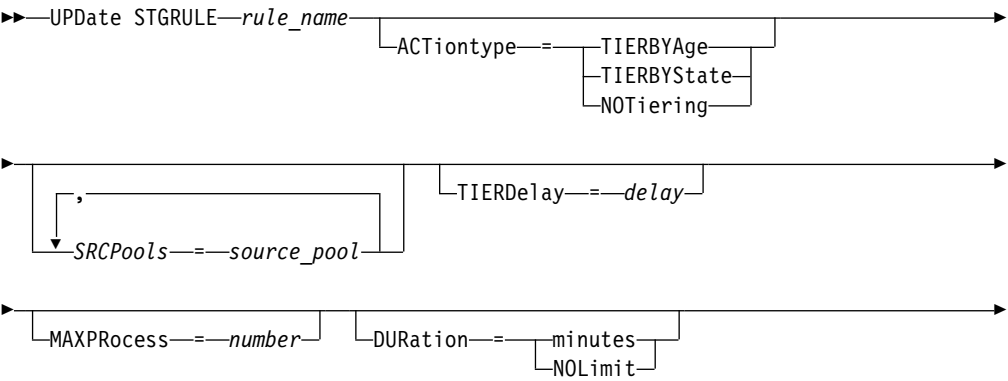 UPDate STGRULE rule_name
ACTiontype = TIERBYAge
TIERBYState
NOTiering
,
SRCPools = source_pool
TIERDelay = delay
MAXPRocess = number
DURation = minutes
NOLimit